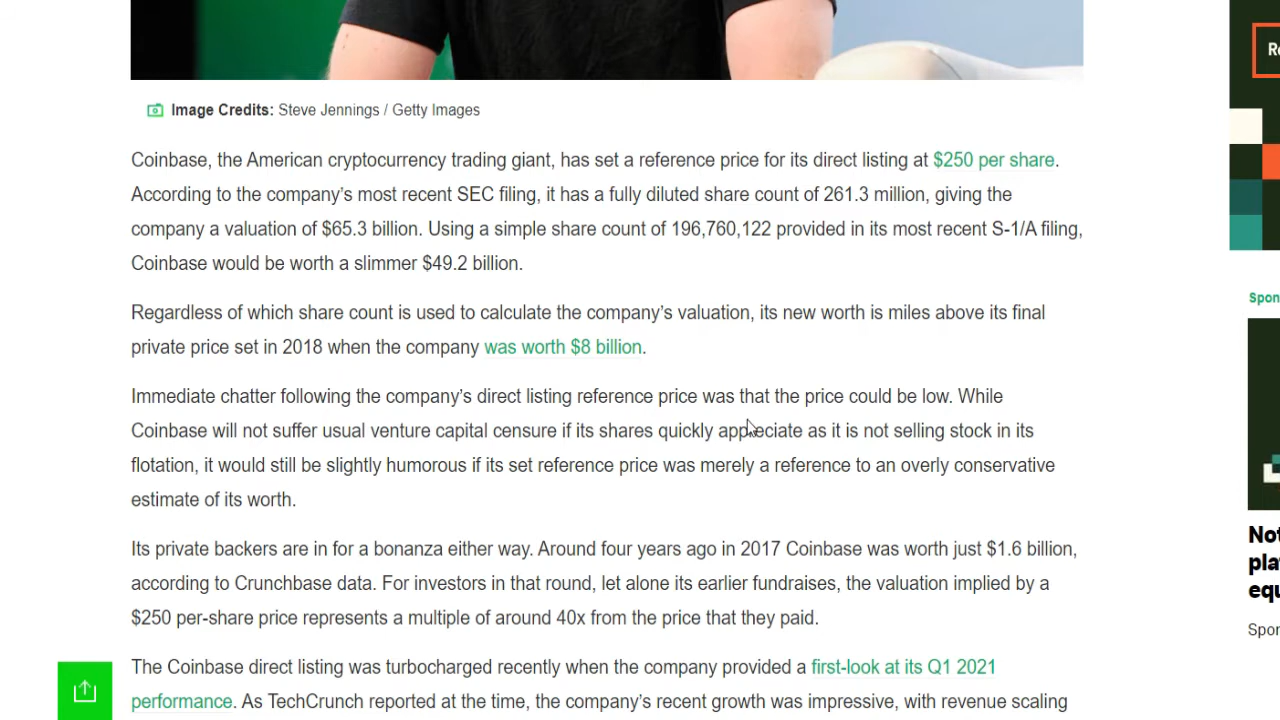 Image Credits: Steve Jennings / Getty Images
Coinbase, the American cryptocurrency trading giant, has set a reference price for its direct listing at $250 per share.
According to the company’s most recent SEC filing, it has a fully diluted share count of 261.3 million, giving the
company a valuation of $65.3 billion. Using a simple share count of 196,760,122 provided in its most recent S-1/A filing,
Coinbase would be worth a slimmer $49.2 billion.
Regardless of which share count is used to calculate the company’s valuation, its new worth is miles above its final
private price set in 2018 when the company was worth $8 billion.
Immediate chatter following the company’s direct listing reference price was that the price could be low. While
Coinbase will not suffer usual venture capital censure if its shares quickly appreciate as it is not selling stock in its
flotation, it would still be slightly humorous if its set reference price was merely a reference to an overly conservative
estimate of its worth.
Its private backers are in for a bonanza either way. Around four years ago in 2017 Coinbase was worth just $1.6 billion,
according to Crunchbase data. For investors in that round, let alone its earlier fundraises, the valuation implied by a
$250 per-share price represents a multiple of around 40x from the price that they paid.
The Coinbase direct listing was turbocharged recently when the company provided a first-look at its Q1 2021
performance. As TechCrunch reported at the time, the company’s recent growth was impressive, with revenue scaling